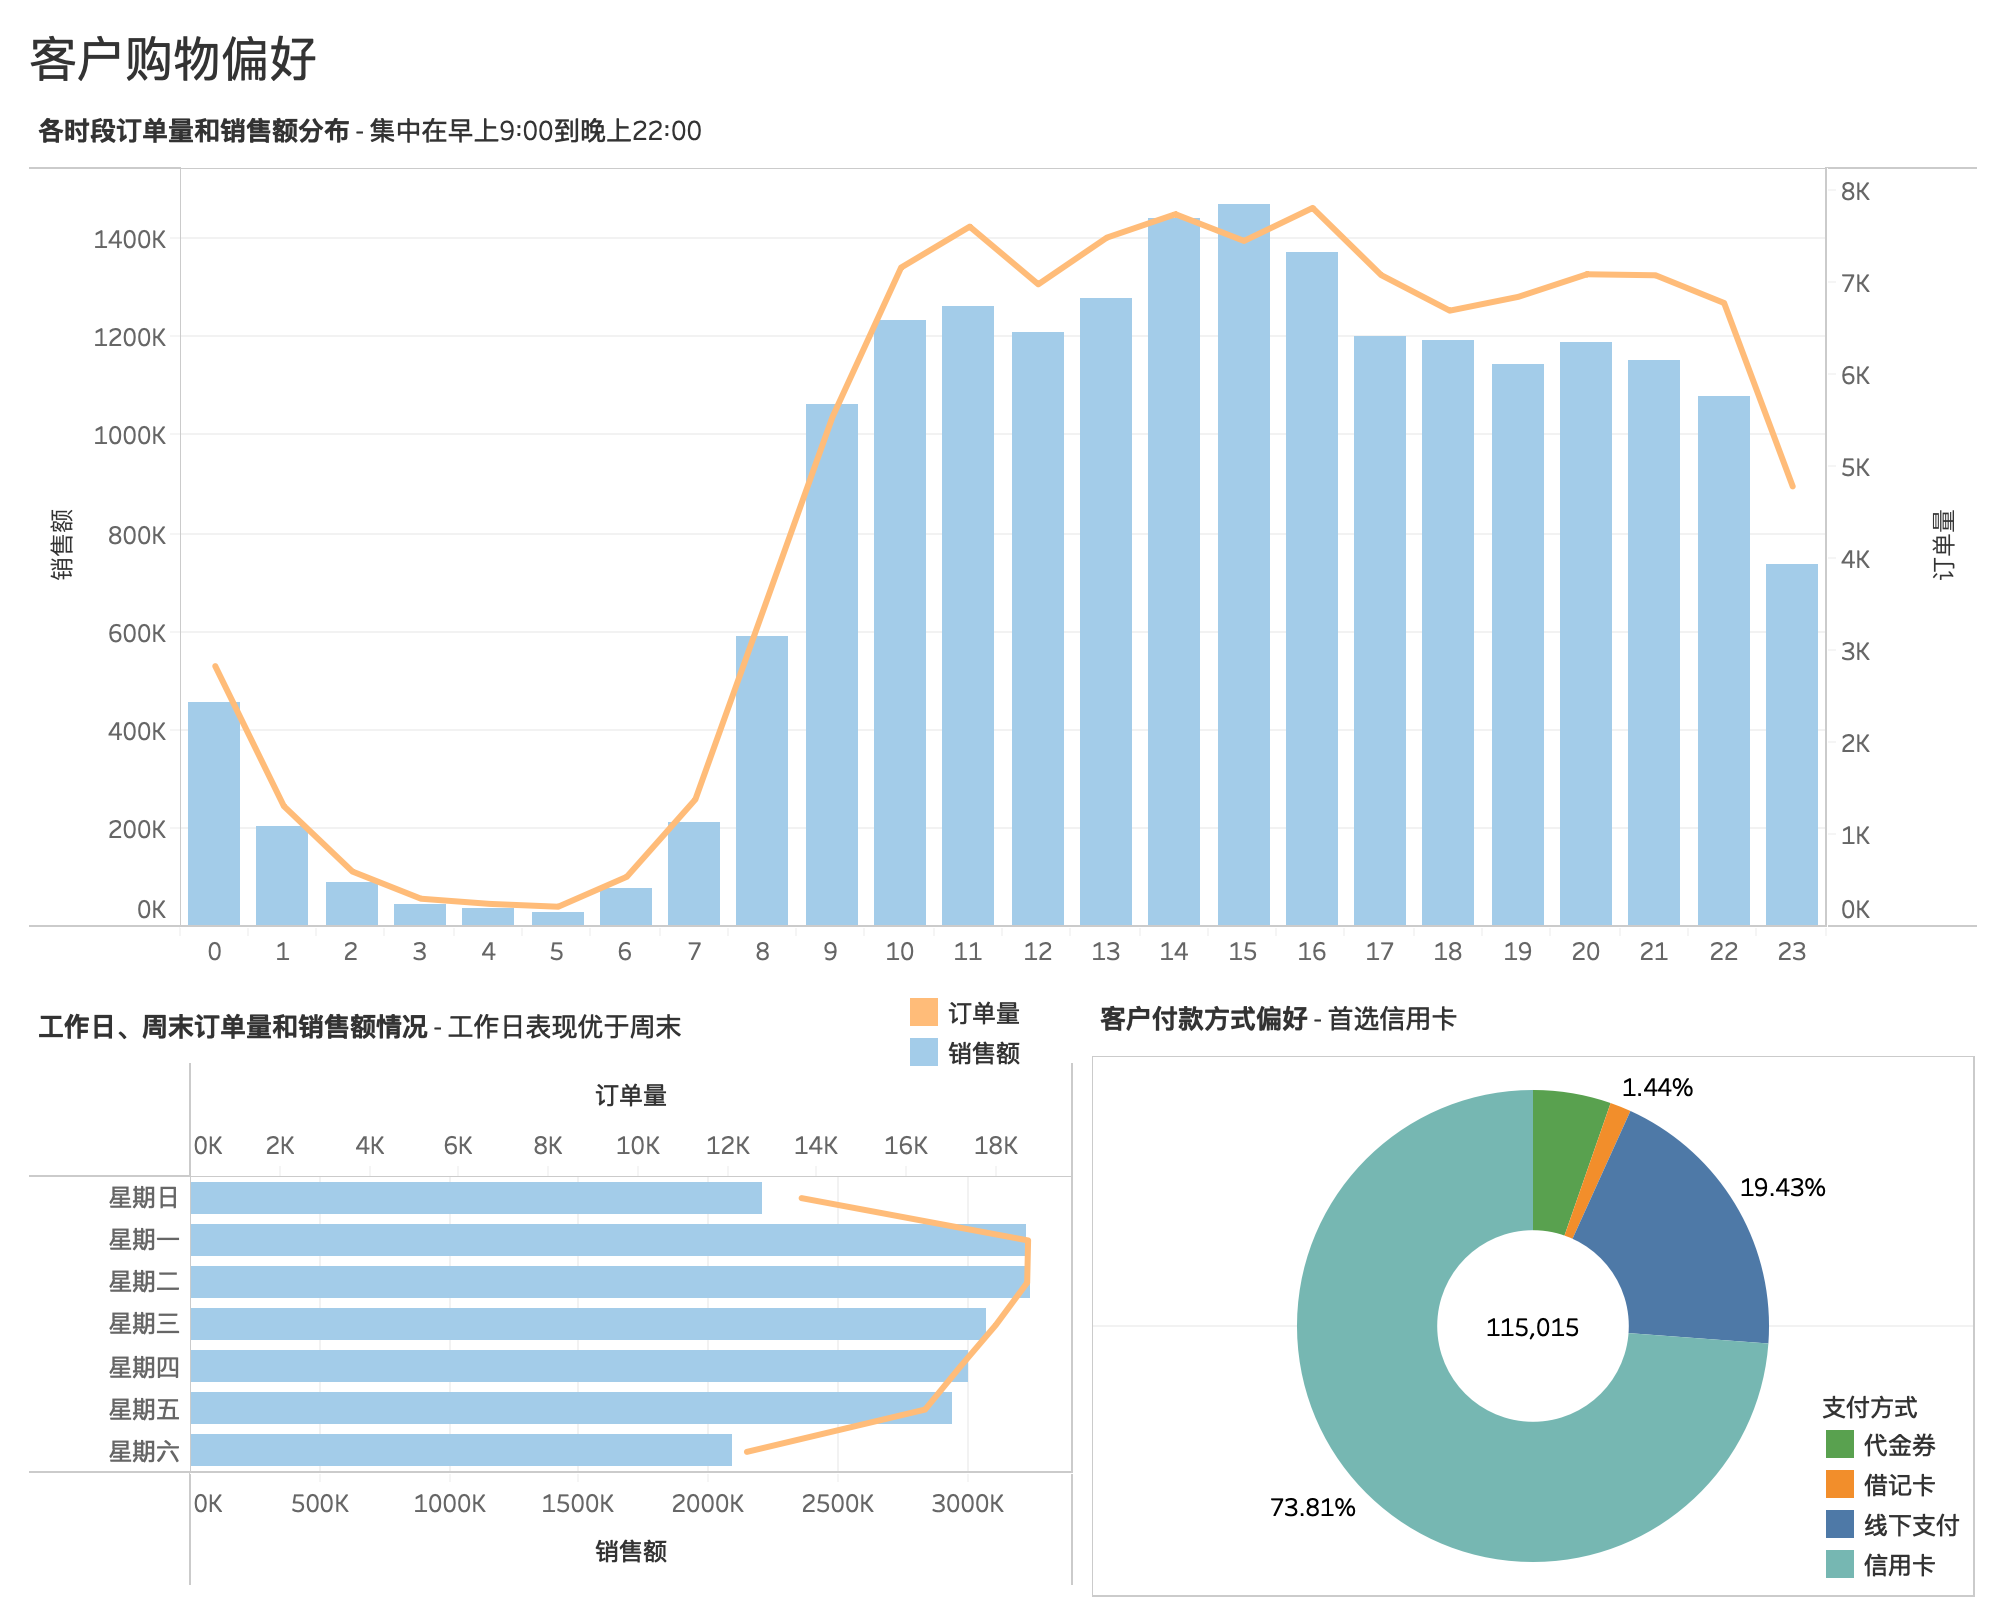 客户购物偏好
各时段订单量和销售额分布 - 集中在早上9:00到晚上22:00
1400K
1200K
1000K
800K
600K
400K
200K
0K
销售额
8K
7K
6K
5K
4K
3K
2K
1K
0K
订单量
0 1 2 3 4 5 6 7 8 9 10 11 12 13 14 15 16 17 18 19 20 21 22 23
工作日、周末订单量和销售额情况 - 工作日表现优于周末
订单量
销售额
订单量
0K 2K 4K 6K 8K 10K 12K 14K 16K 18K
星期日
星期一
星期二
星期三
星期四
星期五
星期六
0K 500K 1000K 1500K 2000K 2500K 3000K
销售额
客户付款方式偏好 - 首选信用卡
1.44%
19.43%
115,015
73.81%
支付方式
代金券
借记卡
线下支付
信用卡